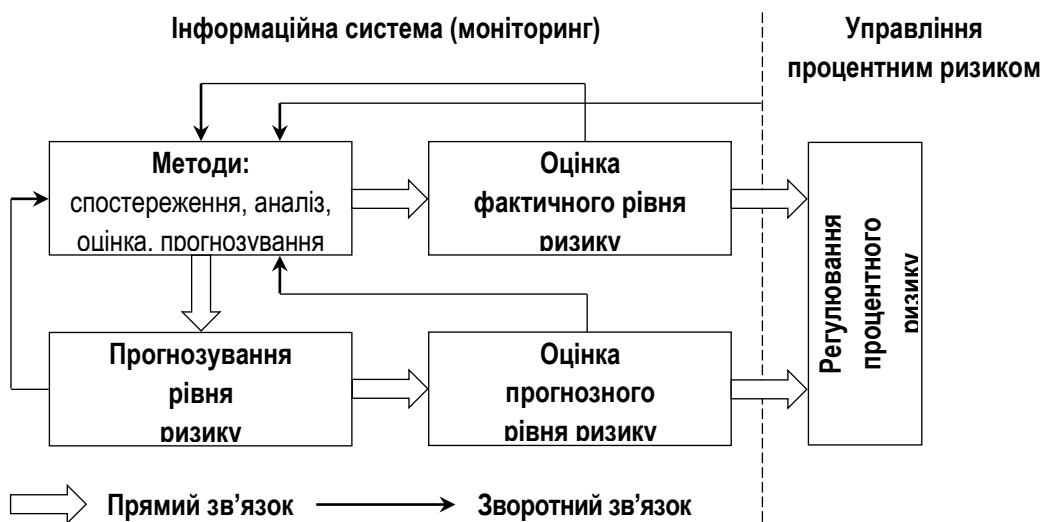 Інформаційна система (моніторинг)
Управління
процентним ризиком
Методи:
спостереження, аналіз,
оцінка, прогнозування
Оцінка
фактичного рівня
ризику
Регулювання
процентного
ризику
Прогнозування
рівня
ризику
Оцінка
прогнозного
рівня ризику
Прямий зв’язок
Зворотний зв’язок